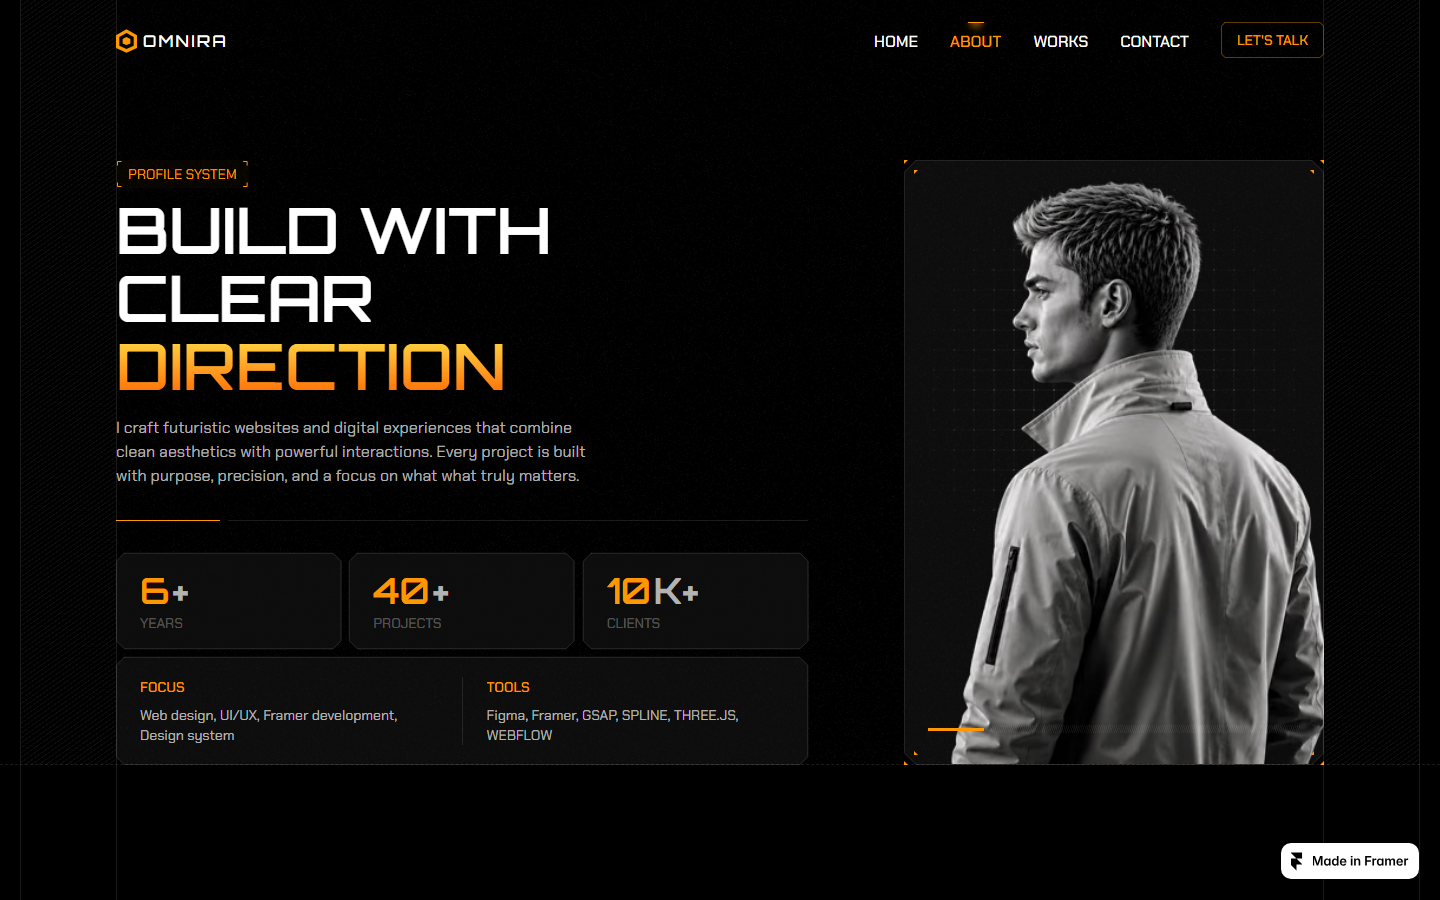 OMNIRA
HOME
ABOUT
WORKS
CONTACT
LET'S TALK
PROFILE SYSTEM
BUILD WITH
CLEAR
DIRECTION
I craft futuristic websites and digital experiences that combine
clean aesthetics with powerful interactions. Every project is built
with purpose, precision, and a focus on what what truly matters.
6+
YEARS
40+
PROJECTS
10K+
CLIENTS
FOCUS
Web design, UI/UX, Framer development,
Design system
TOOLS
Figma, Framer, GSAP, SPLINE, THREE.JS,
WEBFLOW
Made in Framer